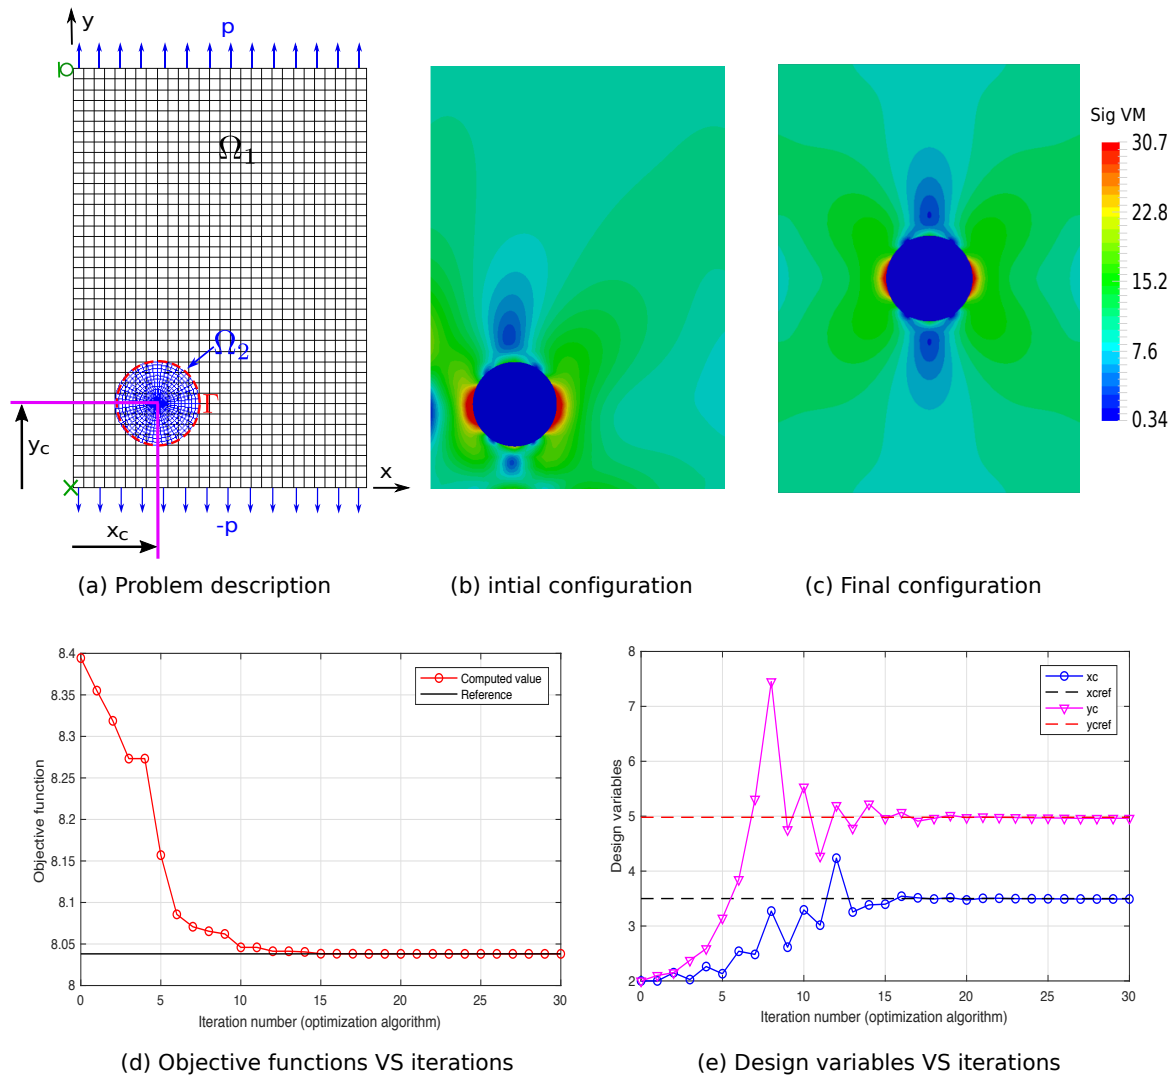 y
p
Ω1
Ω2
Γ
yc
x
xc
-p
Sig VM
30.7
22.8
15.2
7.6
0.34
(a) Problem description
(b) intial configuration
(c) Final configuration
8.4
8.35
8.3
8.25
8.2
8.15
8.1
8.05
8
Objective function
Computed value
Reference
0 5 10 15 20 25 30
Iteration number (optimization algorithm)
(d) Objective functions VS iterations
8
7
6
5
4
3
2
Design variables
xc
xcref
yc
ycref
0 5 10 15 20 25 30
Iteration number (optimization algorithm)
(e) Design variables VS iterations